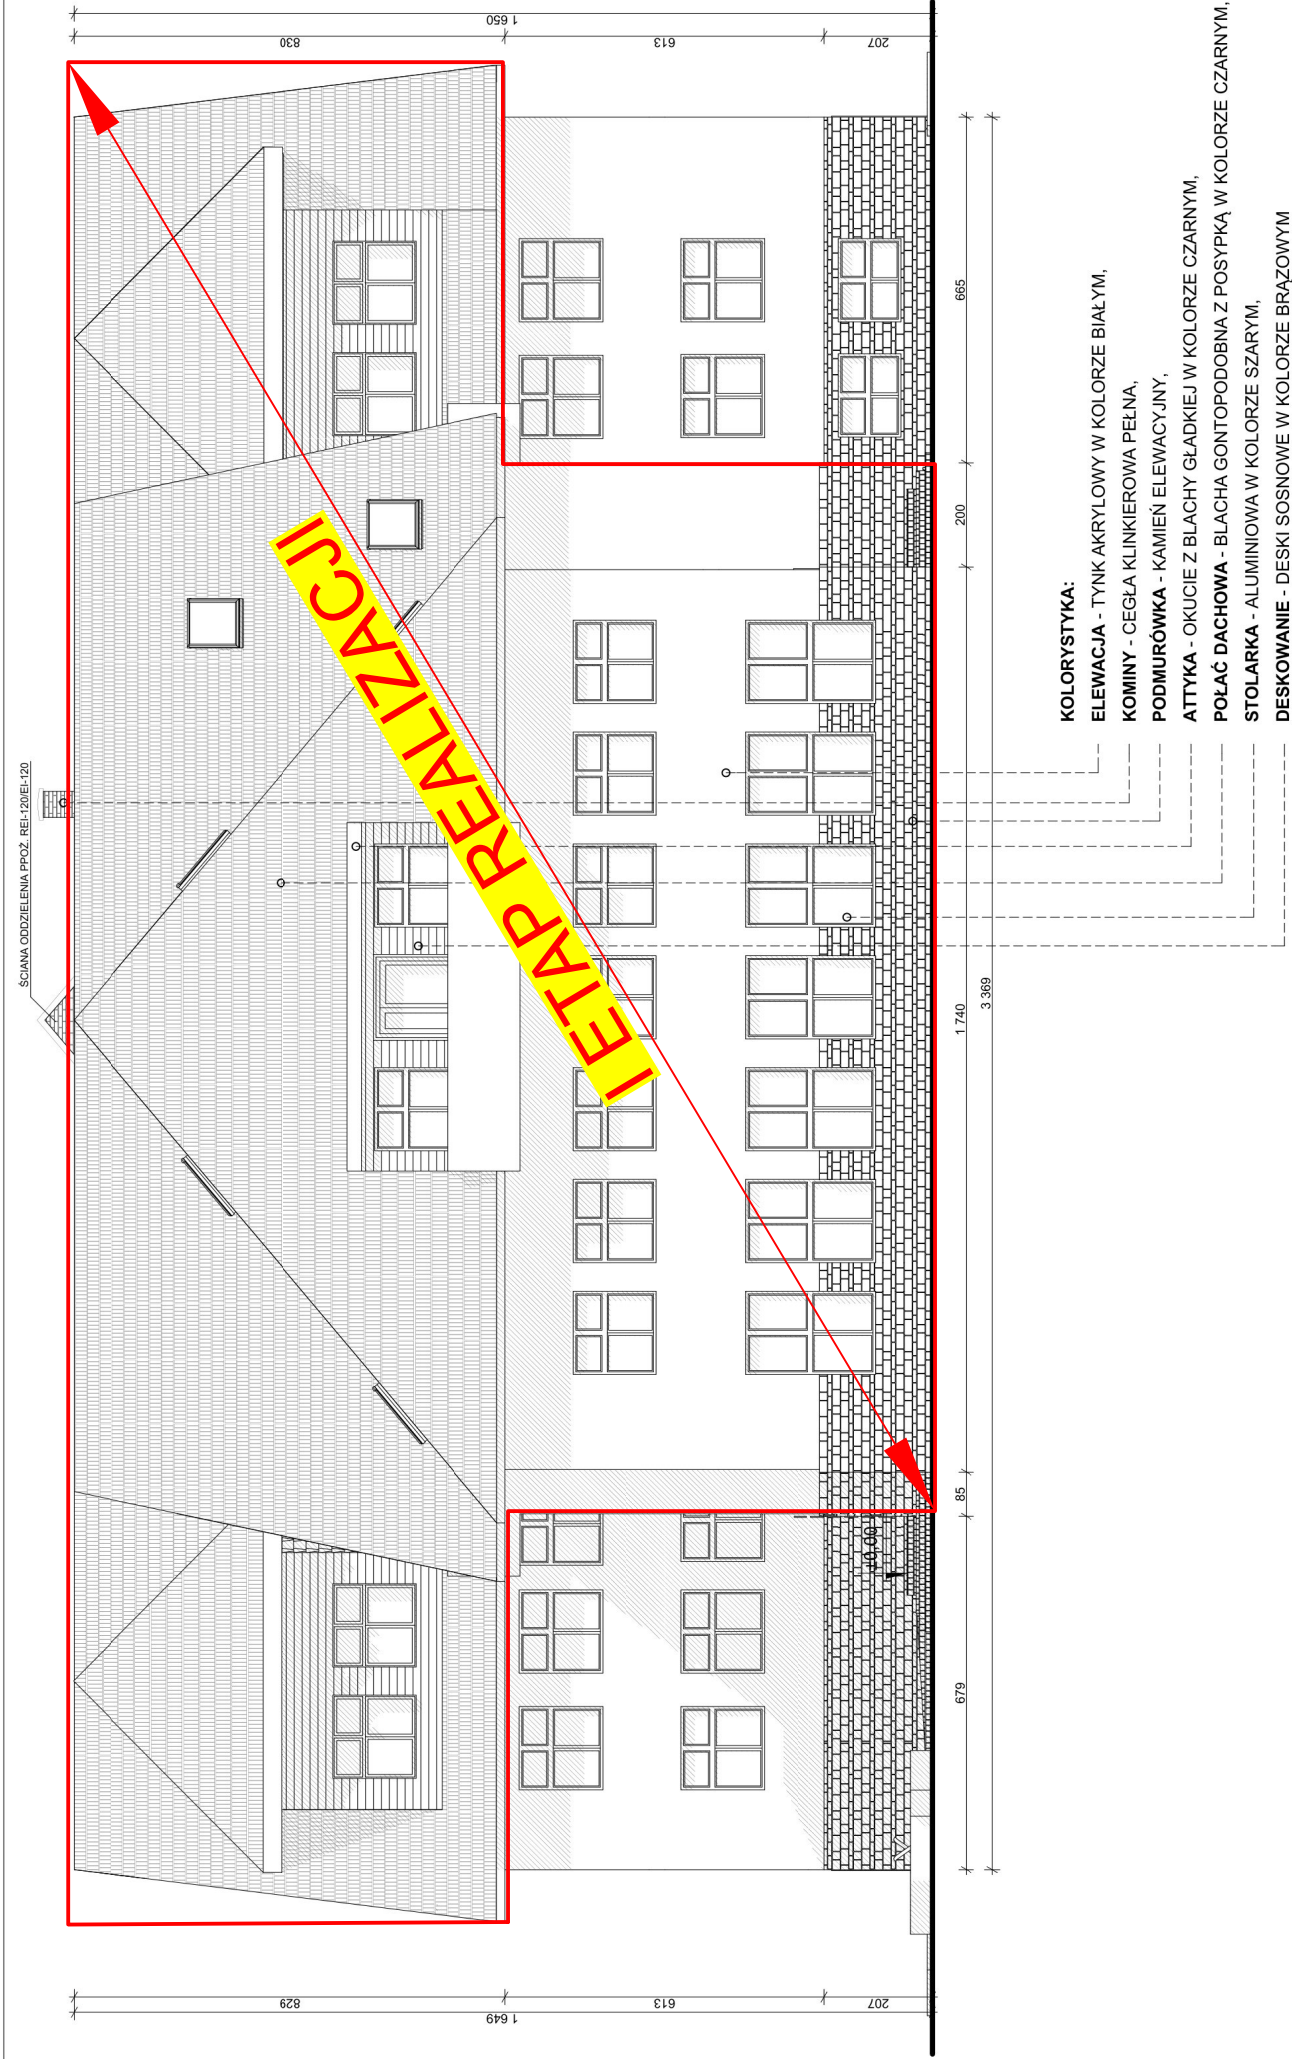 ŚCIANA ODDZIELENIA PPOŻ. REI-120/EI-120
I ETAP REALIZACJI
829
613
207
1 649
830
613
207
1 650
±0,00
679
85
1 740
200
665
3 369
KOLORYSTYKA:
ELEWACJA - TYNK AKRYLOWY W KOLORZE BIAŁYM,
KOMINY - CEGŁA KLINKIEROWA PEŁNA,
PODMURÓWKA - KAMIEŃ ELEWACYJNY,
ATTYKA - OKUCIE Z BLACHY GŁADKIEJ W KOLORZE CZARNYM,
POŁAĆ DACHOWA - BLACHA GONTOPODOBNA Z POSYPKĄ W KOLORZE CZARNYM,
STOLARKA - ALUMINIOWA W KOLORZE SZARYM,
DESKOWANIE - DESKI SOSNOWE W KOLORZE BRĄZOWYM